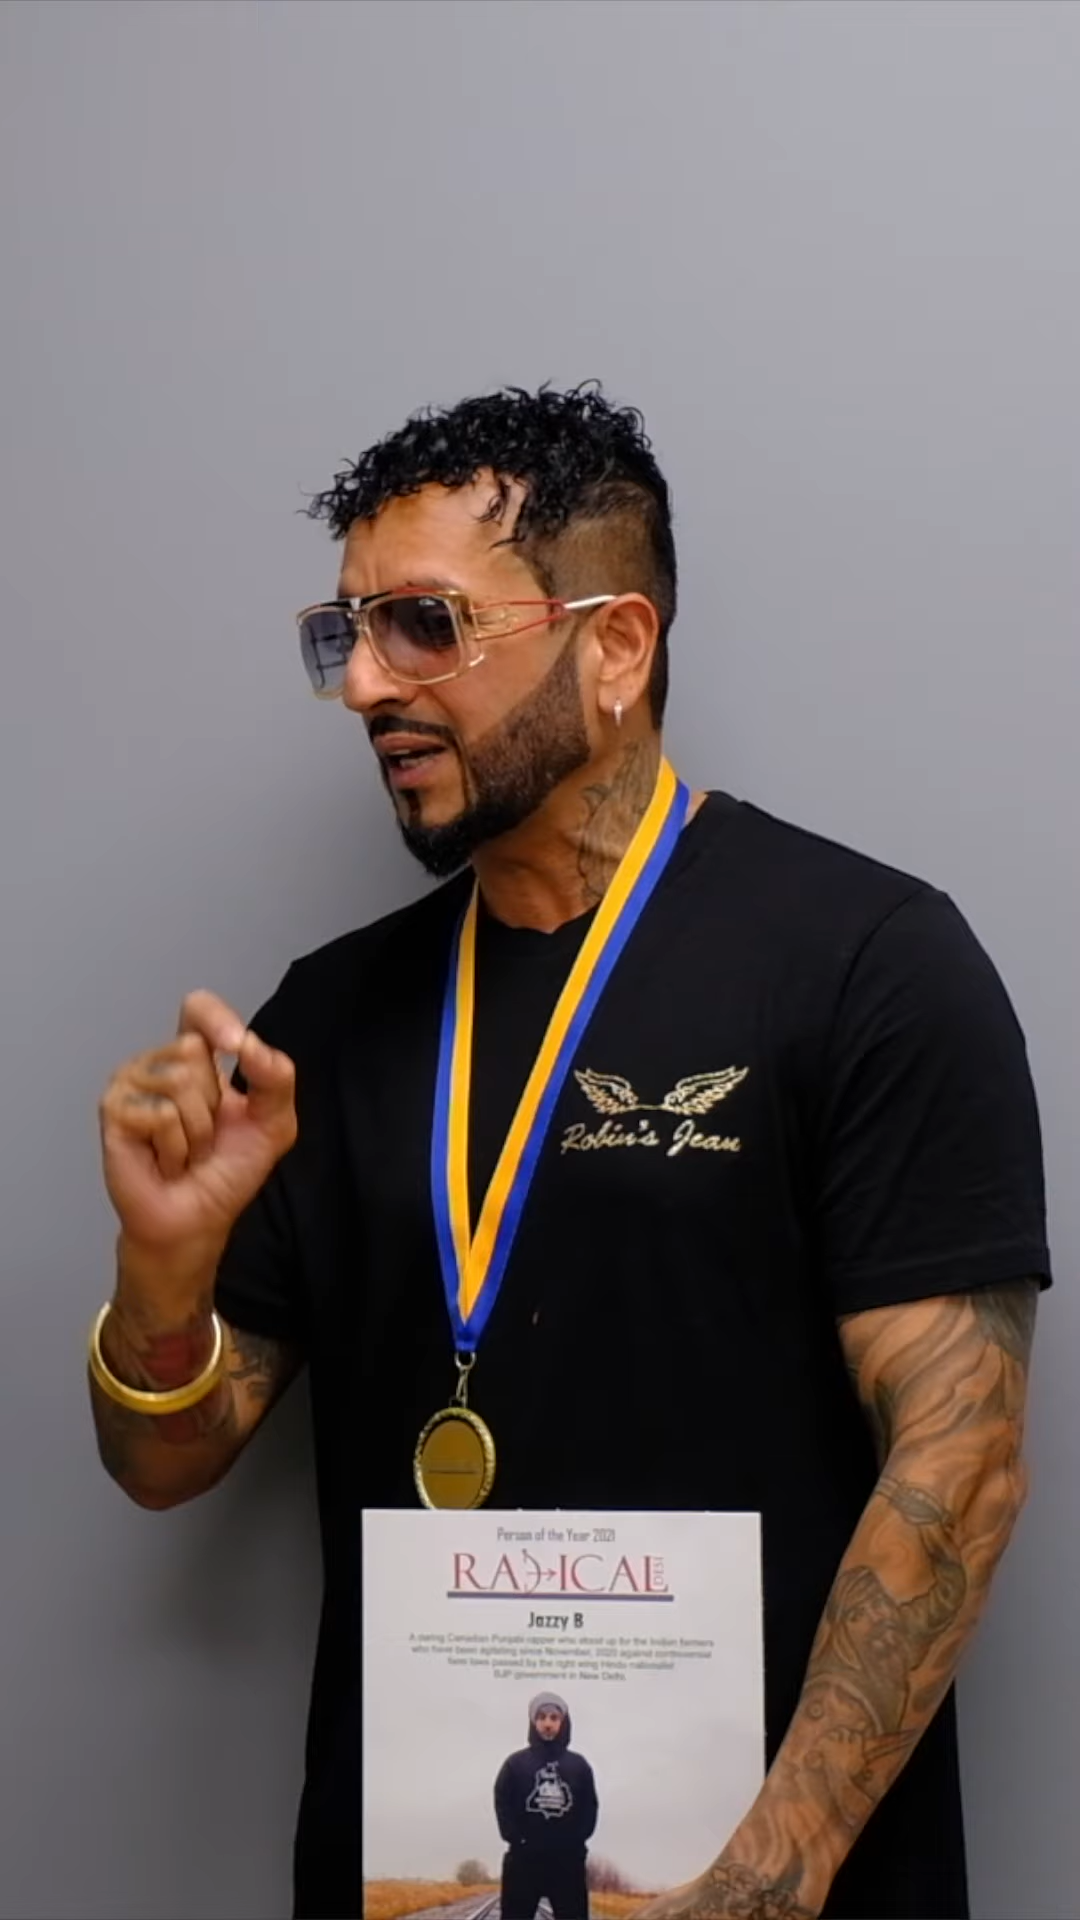 Robin's Jean
Person of the Year 2021
RADICAL DESI
Jazzy B
A daring Canadian Punjabi rapper who stood up for the Indian farmers
who have been agitating since November, 2020 against controversial
farm laws passed by the right wing Hindu nationalist
BJP government in New Delhi.